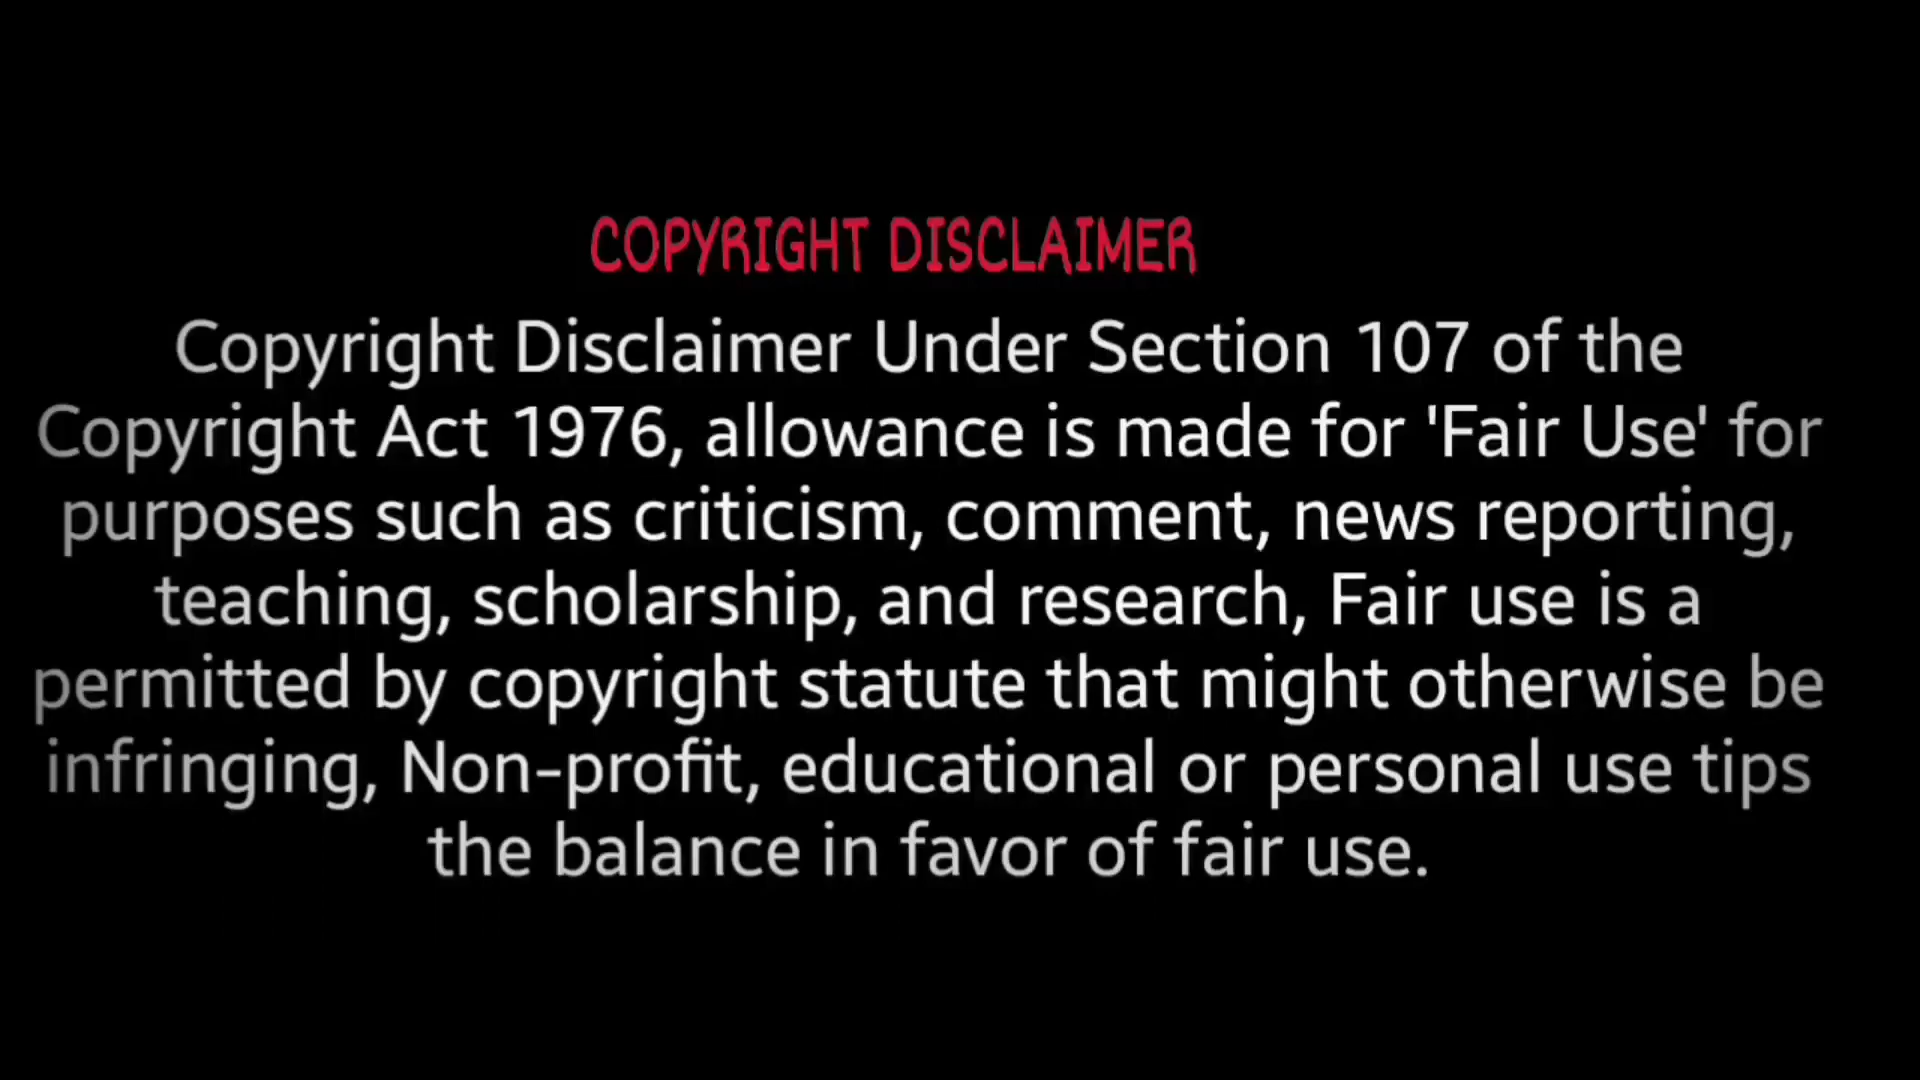 COPYRIGHT DISCLAIMER
Copyright Disclaimer Under Section 107 of the
Copyright Act 1976, allowance is made for 'Fair Use' for
purposes such as criticism, comment, news reporting,
teaching, scholarship, and research, Fair use is a
permitted by copyright statute that might otherwise be
infringing, Non-profit, educational or personal use tips
the balance in favor of fair use.